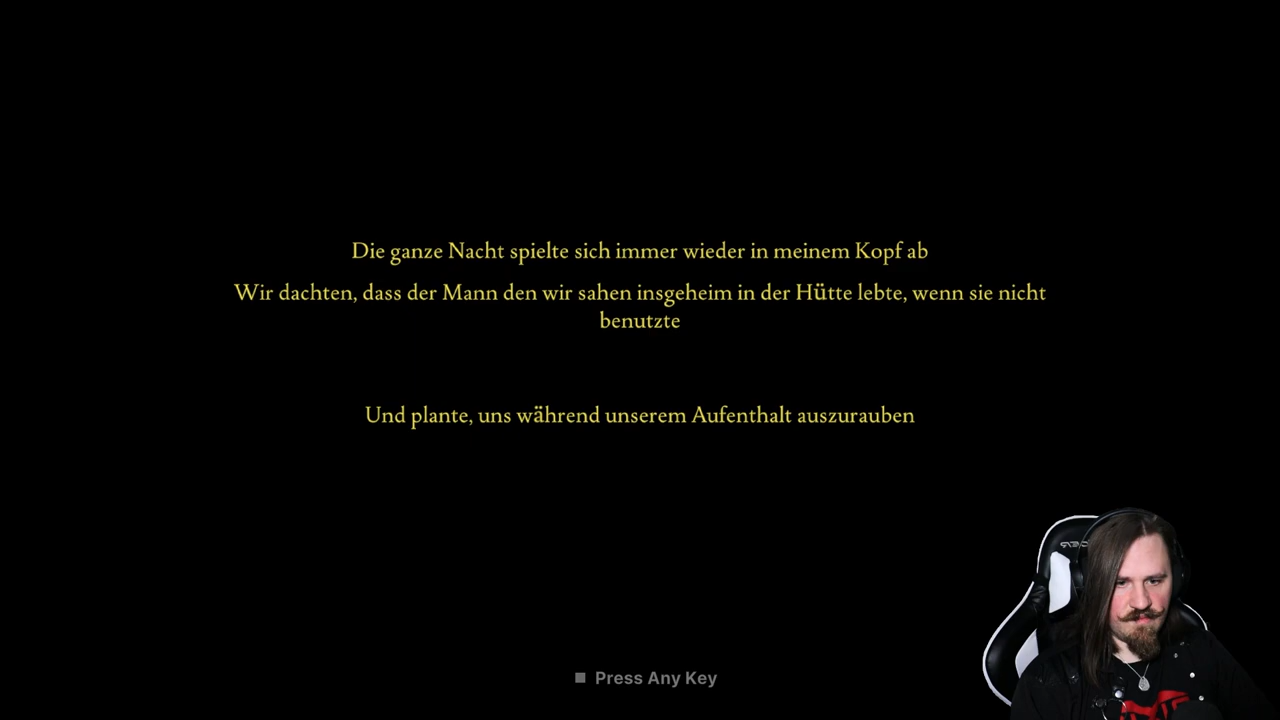 Die ganze Nacht spielte sich immer wieder in meinem Kopf ab
Wir dachten, dass der Mann den wir sahen insgeheim in der Hütte lebte, wenn sie nicht
benutzte
Und plante, uns während unserem Aufenthalt auszurauben
Press Any Key